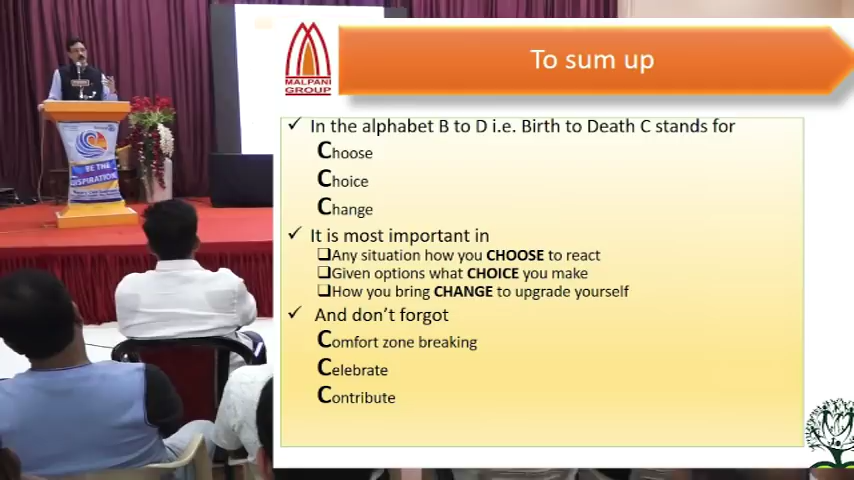 To sum up
MALPANI
GROUP
✓ In the alphabet B to D i.e. Birth to Death C stands for
Choose
Choice
Change
✓ It is most important in
❑Any situation how you CHOOSE to react
❑Given options what CHOICE you make
❑How you bring CHANGE to upgrade yourself
✓ And don't forgot
Comfort zone breaking
Celebrate
Contribute
BE THE
INSPIRATION